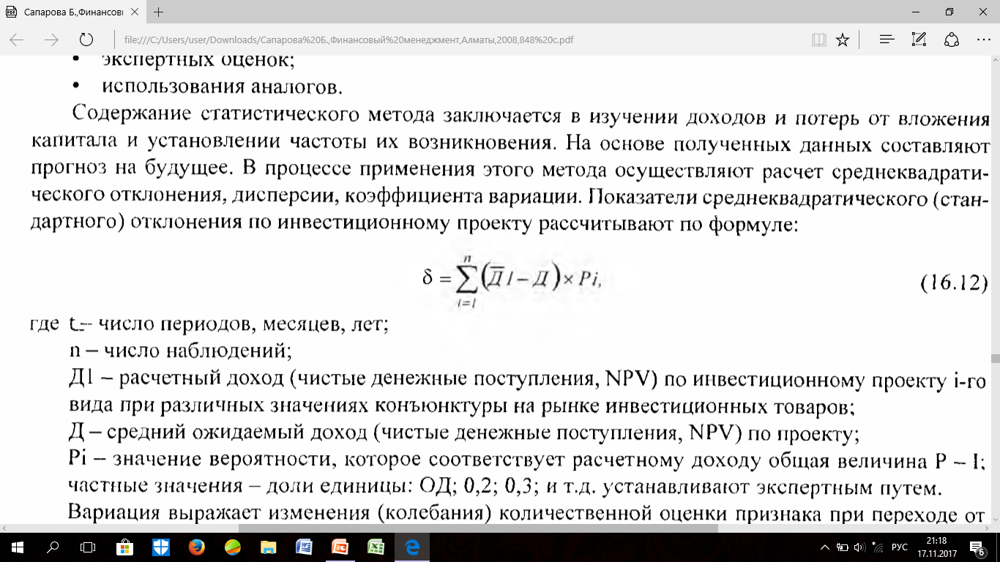 Сапарова Б.,Финансовы
file:///C:/Users/user/Downloads/Сапарова%20Б.,Финансовый%20менеджмент,Алматы,2008,848%20с.pdf
• экспертных оценок;
• использования аналогов.
Содержание статистического метода заключается в изучении доходов и потерь от вложения
капитала и установлении частоты их возникновения. На основе полученных данных составляют
прогноз на будущее. В процессе применения этого метода осуществляют расчет среднеквадрати-
ческого отклонения, дисперсии, коэффициента вариации. Показатели среднеквадратического (стан-
дартного) отклонения по инвестиционному проекту рассчитывают по формуле:
δ = ∑ⁿᵢ₌₁ (Д̅ 1 – Д) × Pi, (16.12)
где t – число периодов, месяцев, лет;
n – число наблюдений;
Д1 – расчетный доход (чистые денежные поступления, NPV) по инвестиционному проекту i-го
вида при различных значениях конъюнктуры на рынке инвестиционных товаров;
Д – средний ожидаемый доход (чистые денежные поступления, NPV) по проекту;
Pi – значение вероятности, которое соответствует расчетному доходу общая величина P – I;
частные значения – доли единицы: ОД; 0,2; 0,3; и т.д. устанавливают экспертным путем.
Вариация выражает изменения (колебания) количественной оценки признака при переходе от
РУС
21:18
17.11.2017
6